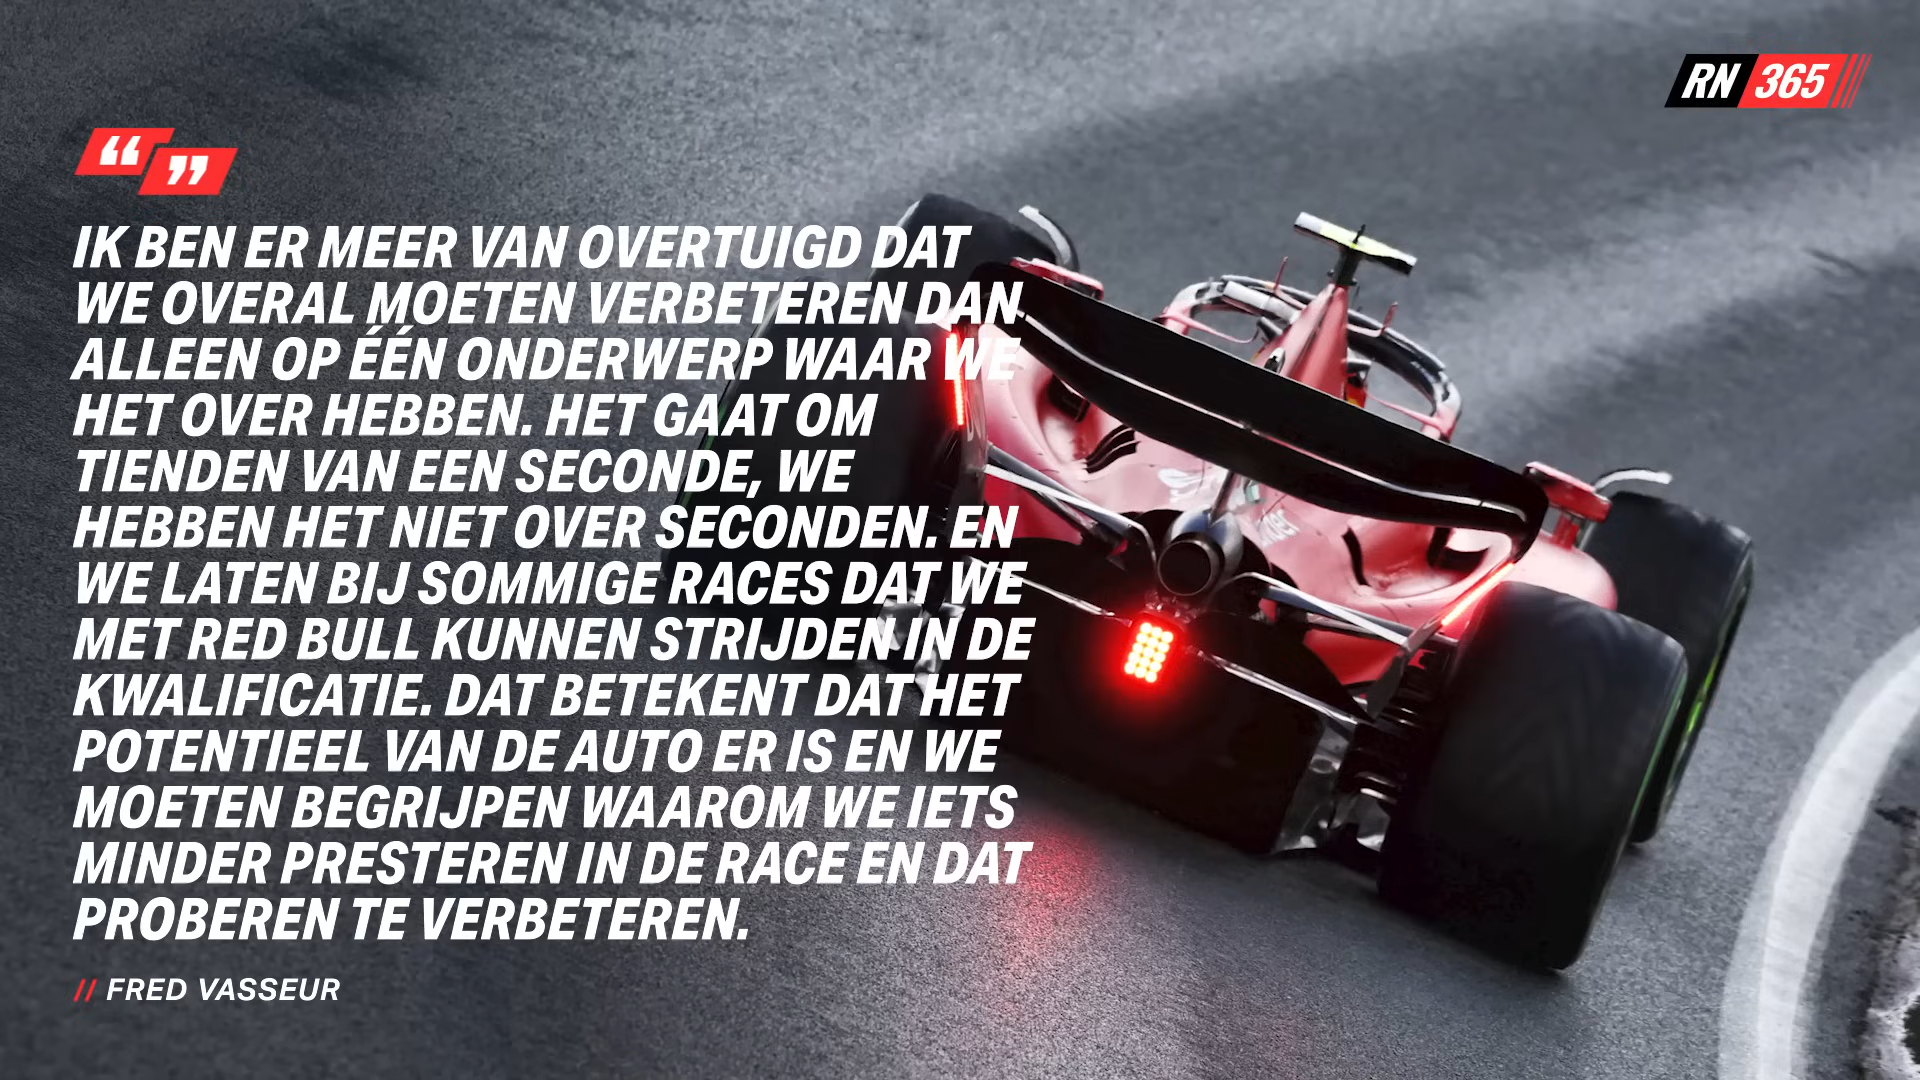 RN 365
“ ”
IK BEN ER MEER VAN OVERTUIGD DAT
WE OVERAL MOETEN VERBETEREN DAN
ALLEEN OP ÉÉN ONDERWERP WAAR WE
HET OVER HEBBEN. HET GAAT OM
TIENDEN VAN EEN SECONDE, WE
HEBBEN HET NIET OVER SECONDEN. EN
WE LATEN BIJ SOMMIGE RACES DAT WE
MET RED BULL KUNNEN STRIJDEN IN DE
KWALIFICATIE. DAT BETEKENT DAT HET
POTENTIEEL VAN DE AUTO ER IS EN WE
MOETEN BEGRIJPEN WAAROM WE IETS
MINDER PRESTEREN IN DE RACE EN DAT
PROBEREN TE VERBETEREN.
// FRED VASSEUR